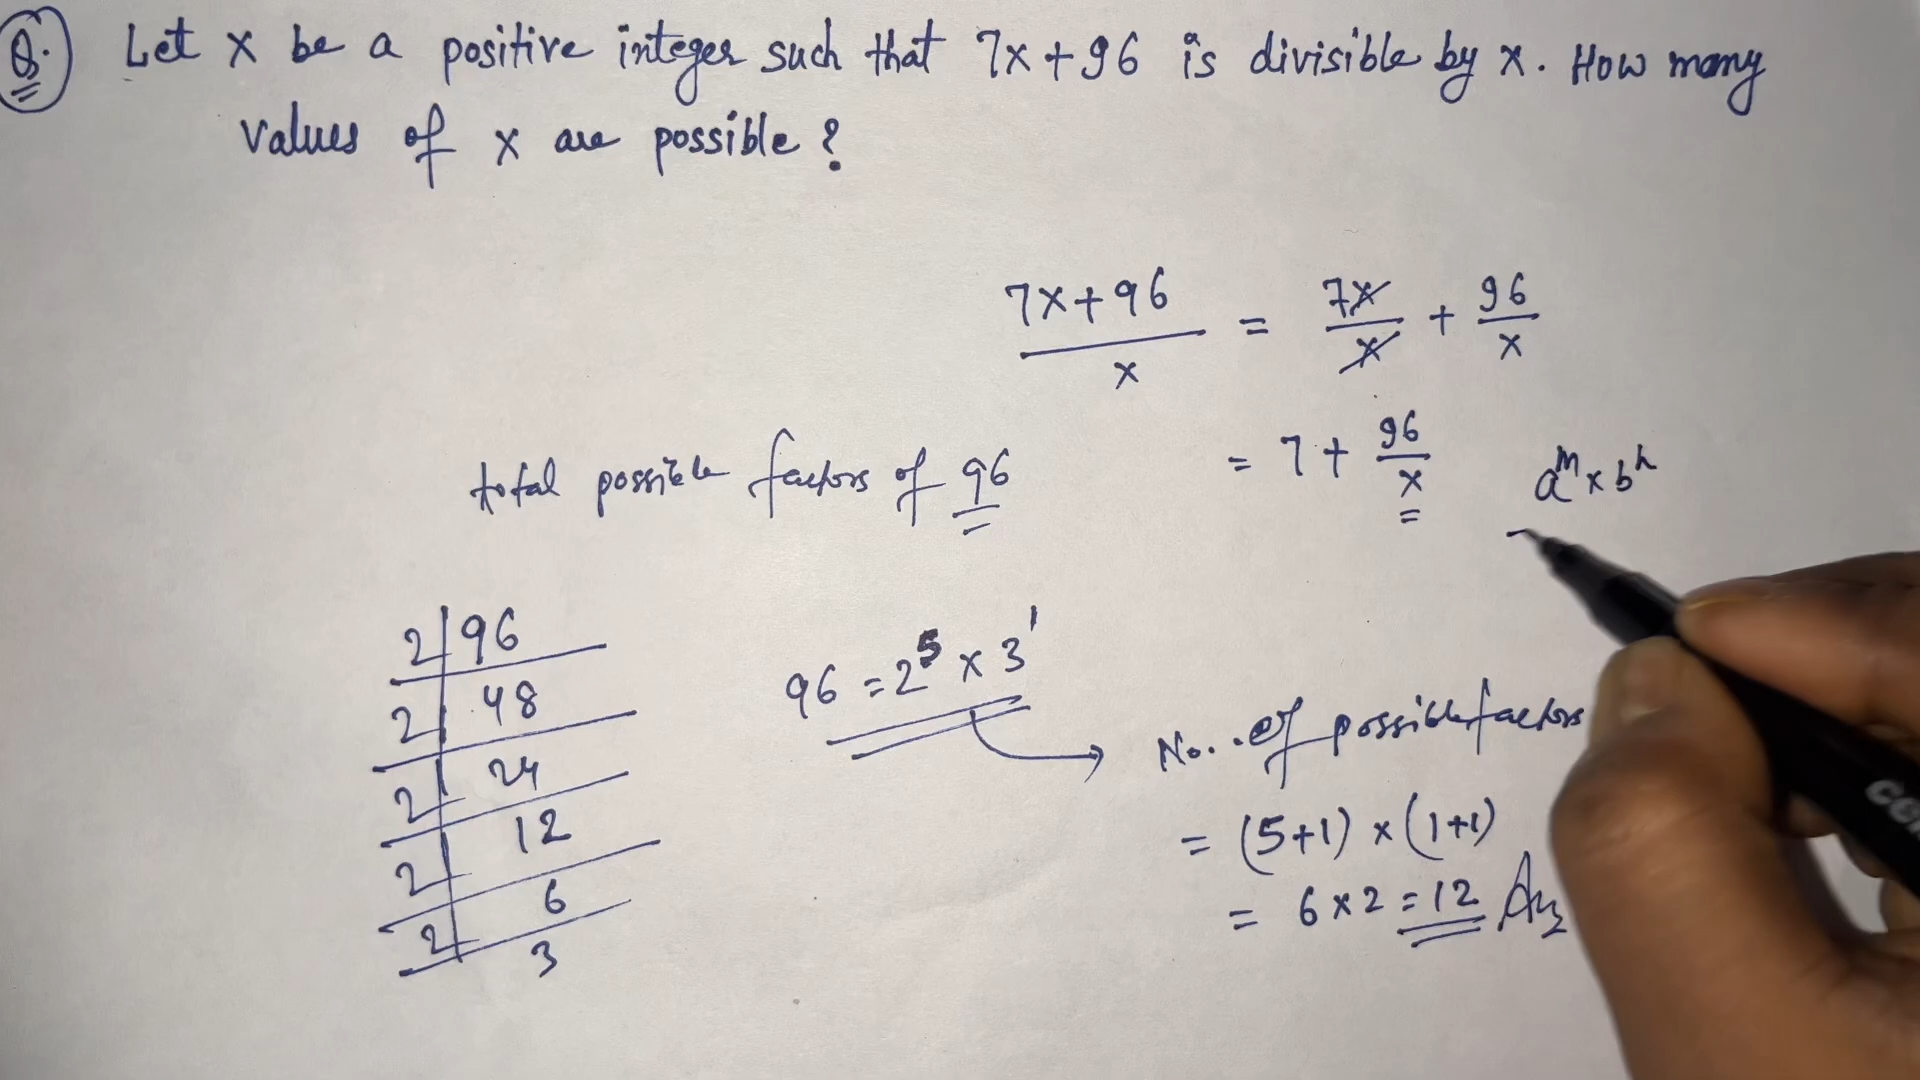 Q. Let x be a positive integer such that 7x+96 is divisible by x. How many
values of x are possible?
7x+96 / x = 7x/x + 96/x
= 7 + 96/x
a^m x b^n
total possible factors of 96
2 | 96
2 | 48
2 | 24
2 | 12
2 | 6
3
96 = 2^5 x 3^1
No. of possible factors
= (5+1) x (1+1)
= 6 x 2 = 12 Ans